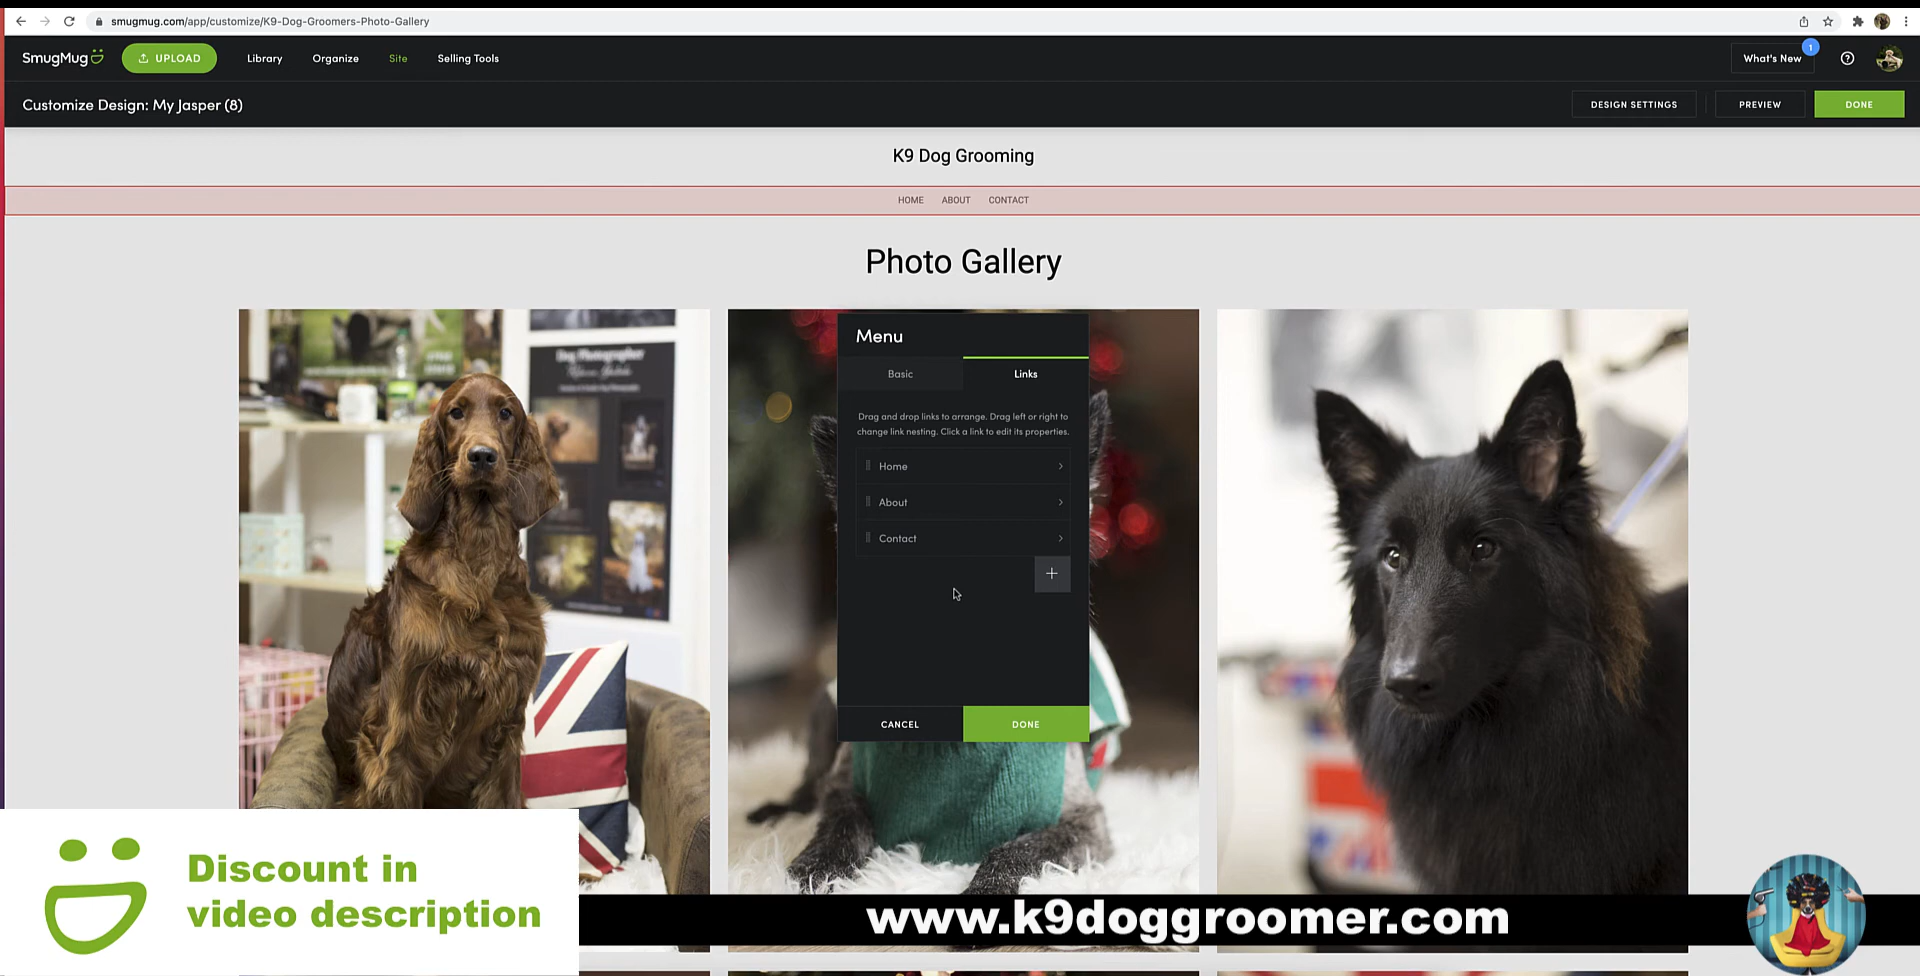 smugmug.com/app/customize/K9-Dog-Groomers-Photo-Gallery
SmugMug
UPLOAD
Library
Organize
Site
Selling Tools
What's New
1
?
Customize Design: My Jasper (8)
DESIGN SETTINGS
PREVIEW
DONE
K9 Dog Grooming
HOME
ABOUT
CONTACT
Photo Gallery
Dog Photographer
Menu
Basic
Links
Drag and drop links to arrange. Drag left or right to
change link nesting. Click a link to edit its properties.
Home
About
Contact
+
CANCEL
DONE
Discount in
video description
www.k9doggroomer.com